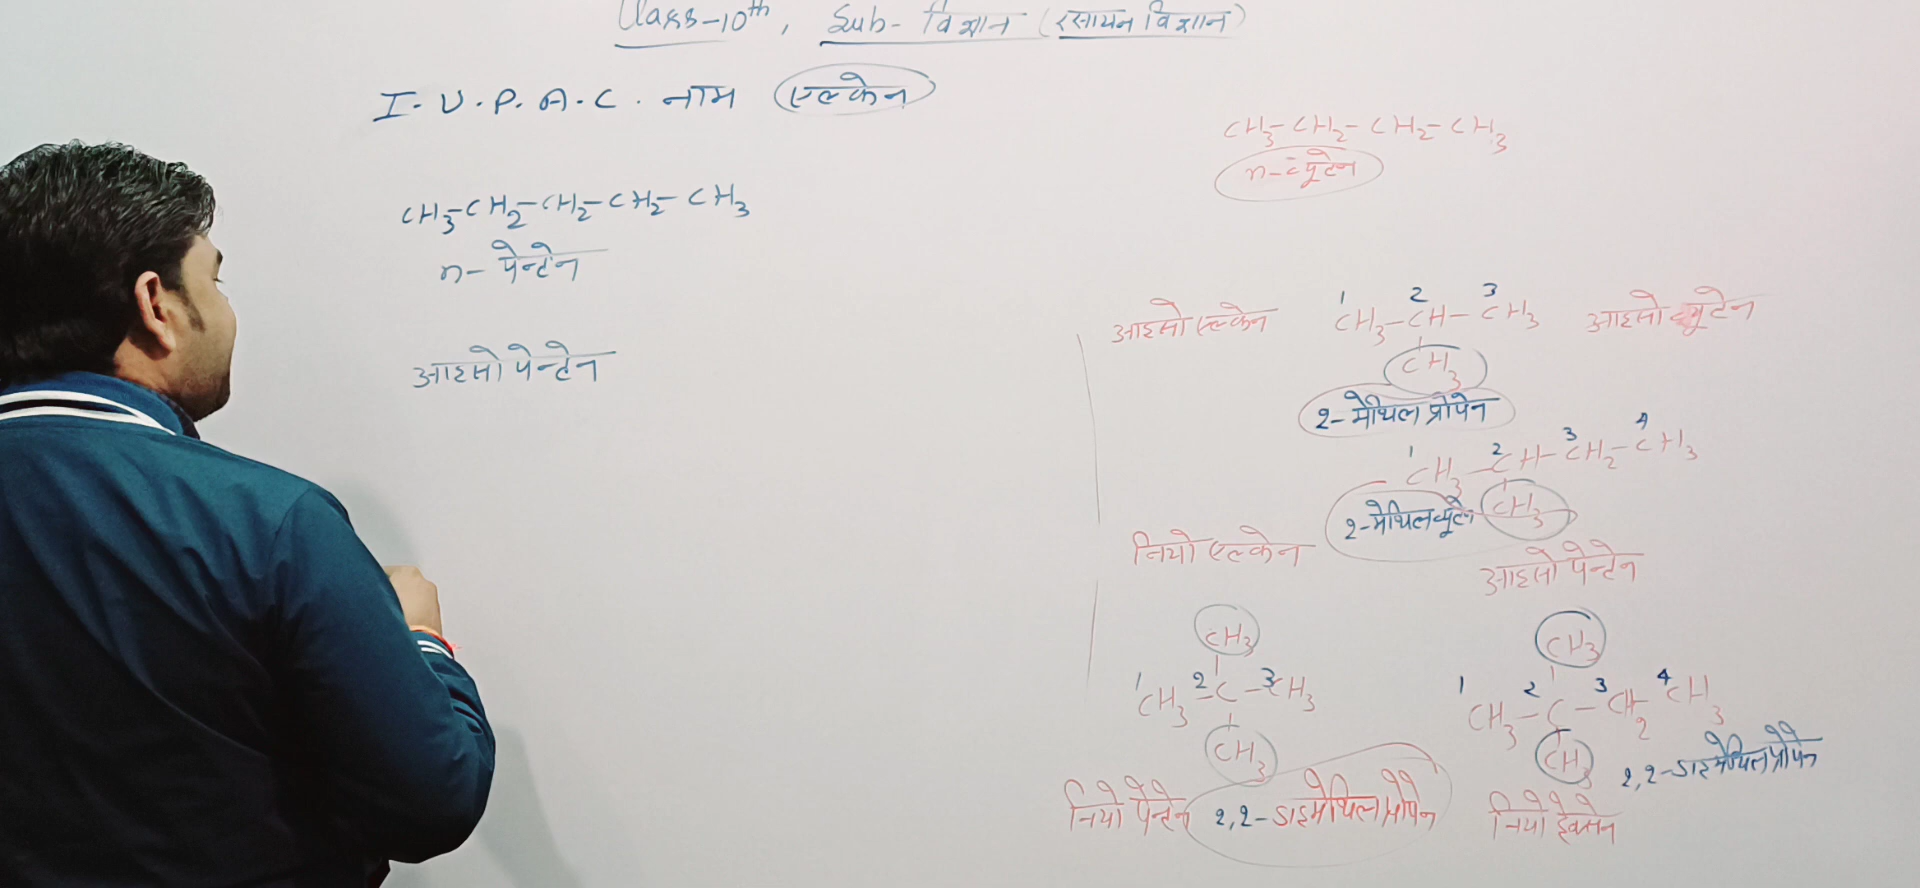 Class-10th, Sub- विज्ञान (रसायन विज्ञान)
I. U. P. A. C. नाम एल्केन
CH3-CH2-CH2-CH2-CH3
n- पेन्टेन
आइसो पेन्टेन
CH3-CH2-CH2-CH3
n-ब्यूटेन
आइसो एल्केन
1 2 3
CH3-CH-CH3
CH3
आइसो ब्यूटेन
2-मेथिल प्रोपेन
1 2 3 4
CH3-CH-CH2-CH3
CH3
2-मेथिलब्यूटेन
आइसो पेन्टेन
नियो एल्केन
CH3
1 2 3
CH3-C-CH3
CH3
नियो पेन्टेन 2,2-डाइमेथिलप्रोपेन
CH3
1 2 3 4
CH3-C-CH2 CH3
CH3
2,2-डाइमेथिलप्रोपेन
नियो हेक्सेन